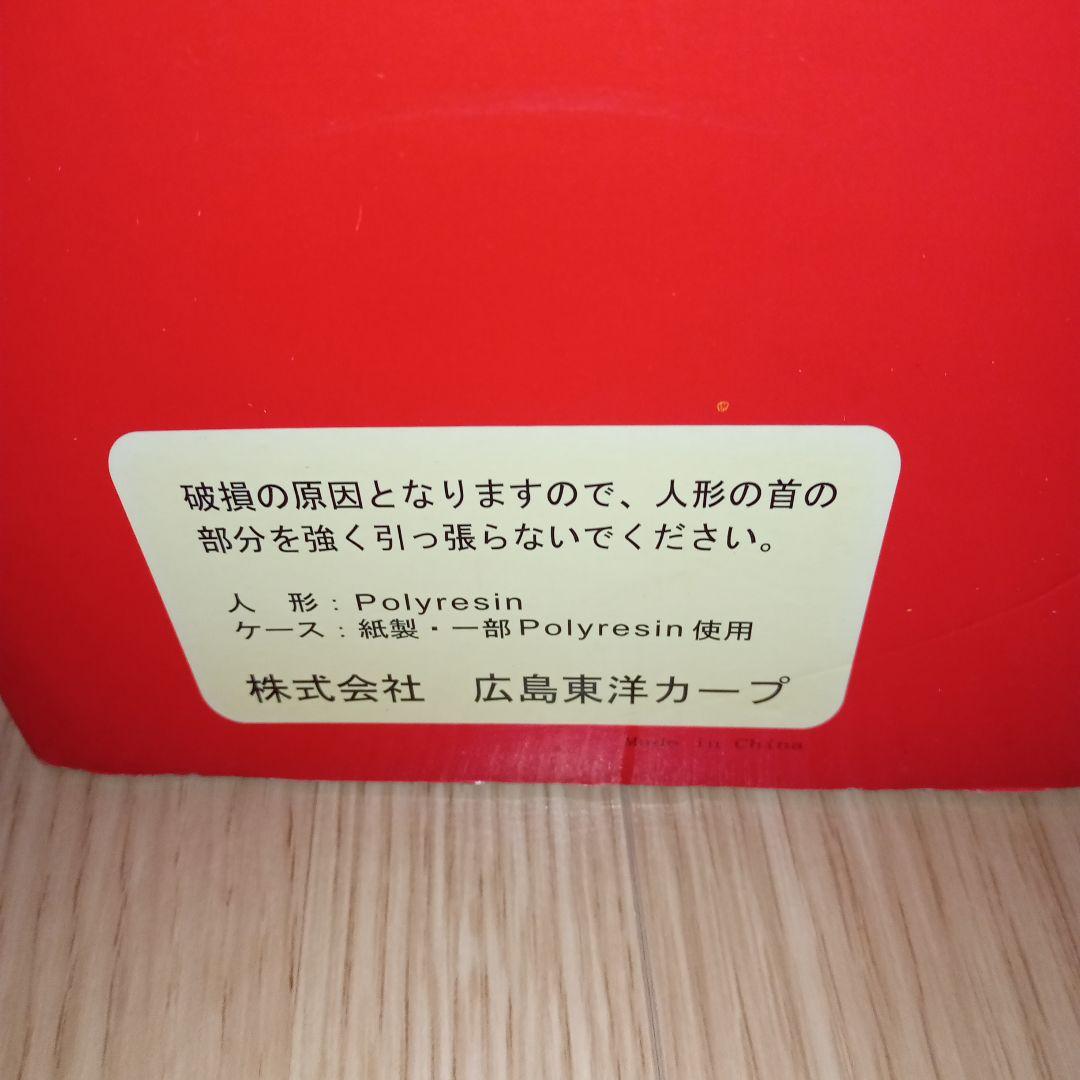 破損の原因となりますので、人形の首の
部分を強く引っ張らないでください。
人　形：Polyresin
ケース：紙製・一部Polyresin使用
株式会社　広島東洋カープ
Made in China